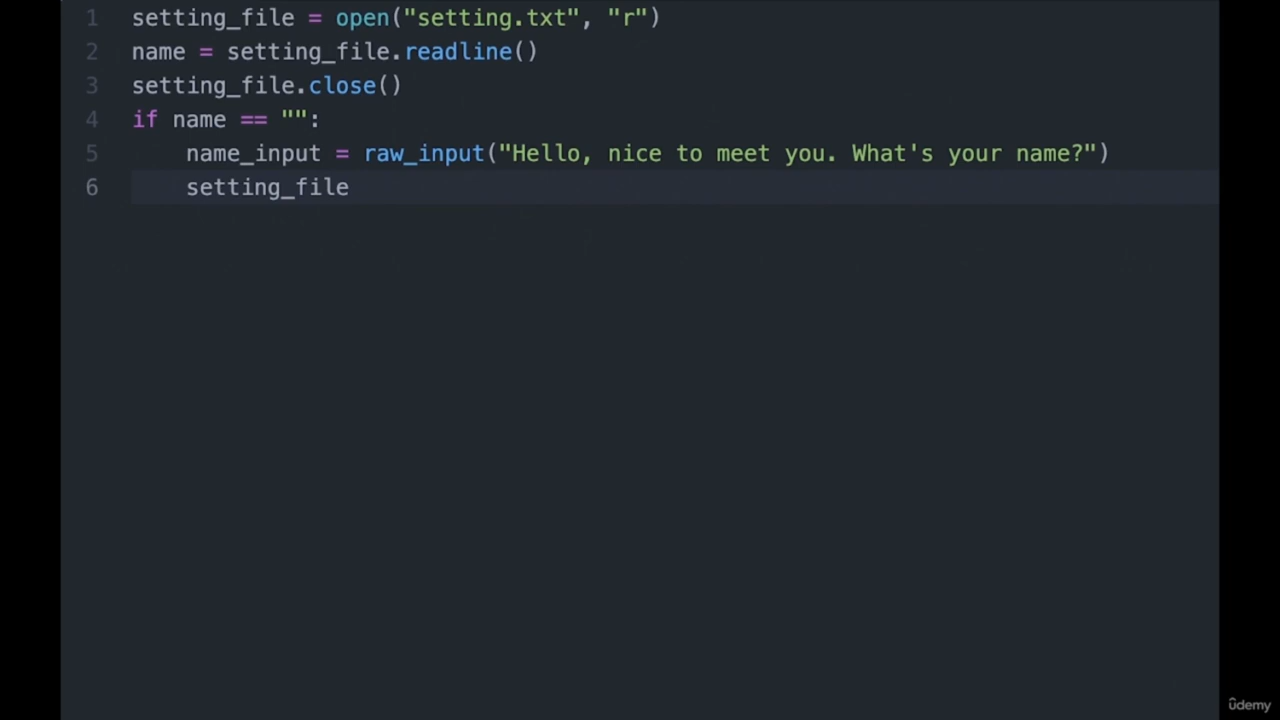 1 setting_file = open("setting.txt", "r")
2 name = setting_file.readline()
3 setting_file.close()
4 if name == "":
5     name_input = raw_input("Hello, nice to meet you. What's your name?")
6     setting_file
ûdemy